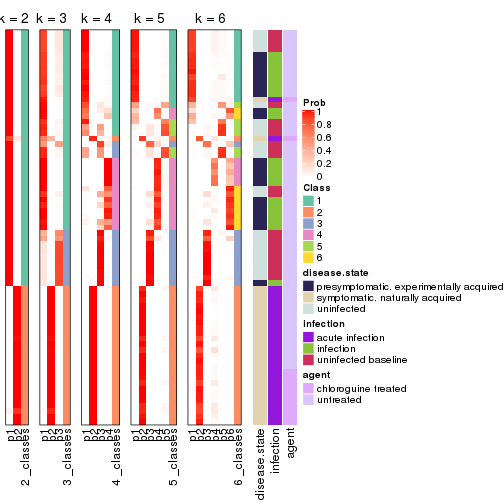 k = 2 k = 3 k = 4 k = 5 k = 6
Prob
1
0.8
0.6
0.4
0.2
0
Class
1
2
3
4
5
6
disease.state
presymptomatic. experimentally acquired
symptomatic. naturally acquired
uninfected
infection
acute infection
infection
uninfected baseline
agent
chloroguine treated
untreated
p1
p2
2_classes
p1
p2
p3
3_classes
p1
p2
p3
p4
4_classes
p1
p2
p3
p4
p5
5_classes
p1
p2
p3
p4
p5
p6
6_classes
disease.state
infection
agent